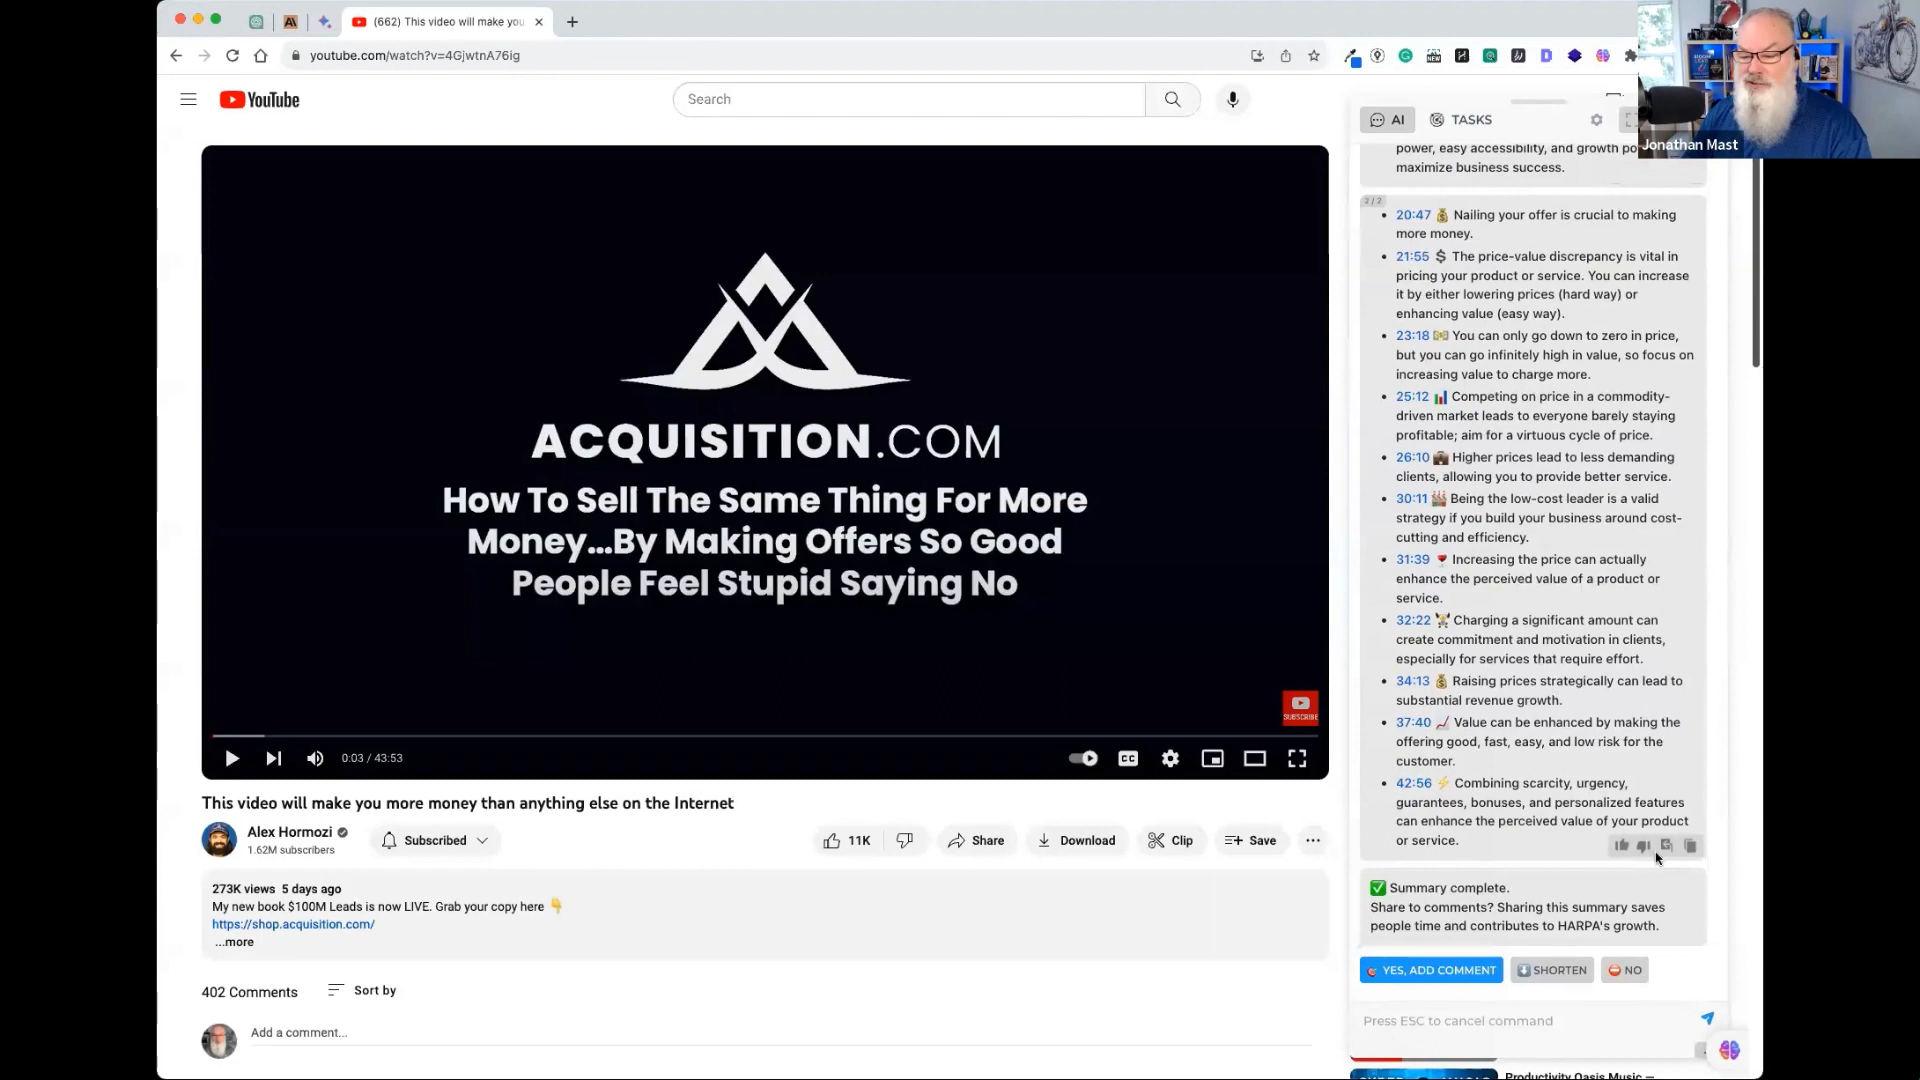 (662) This video will make you
youtube.com/watch?v=4GjwtnA76ig
NEW
YouTube
Search
AI
TASKS
Jonathan Mast
power, easy accessibility, and growth po
maximize business success.
2 / 2
20:47 💰 Nailing your offer is crucial to making
more money.
21:55 💲 The price-value discrepancy is vital in
pricing your product or service. You can increase
it by either lowering prices (hard way) or
enhancing value (easy way).
23:18 💵 You can only go down to zero in price,
but you can go infinitely high in value, so focus on
increasing value to charge more.
25:12 📊 Competing on price in a commodity-
driven market leads to everyone barely staying
profitable; aim for a virtuous cycle of price.
26:10 💼 Higher prices lead to less demanding
clients, allowing you to provide better service.
30:11 🏭 Being the low-cost leader is a valid
strategy if you build your business around cost-
cutting and efficiency.
31:39 🍷 Increasing the price can actually
enhance the perceived value of a product or
service.
32:22 🏋 Charging a significant amount can
create commitment and motivation in clients,
especially for services that require effort.
34:13 💰 Raising prices strategically can lead to
substantial revenue growth.
37:40 📈 Value can be enhanced by making the
offering good, fast, easy, and low risk for the
customer.
42:56 ⚡ Combining scarcity, urgency,
guarantees, bonuses, and personalized features
can enhance the perceived value of your product
or service.
✅ Summary complete.
Share to comments? Sharing this summary saves
people time and contributes to HARPA's growth.
YES, ADD COMMENT
SHORTEN
NO
Press ESC to cancel command
ACQUISITION.COM
How To Sell The Same Thing For More
Money...By Making Offers So Good
People Feel Stupid Saying No
SUBSCRIBE
0:03 / 43:53
CC
This video will make you more money than anything else on the Internet
Alex Hormozi
1.62M subscribers
Subscribed
11K
Share
Download
Clip
Save
273K views 5 days ago
My new book $100M Leads is now LIVE. Grab your copy here 👇
https://shop.acquisition.com/
...more
402 Comments
Sort by
Add a comment...
Productivity Oasis Music —